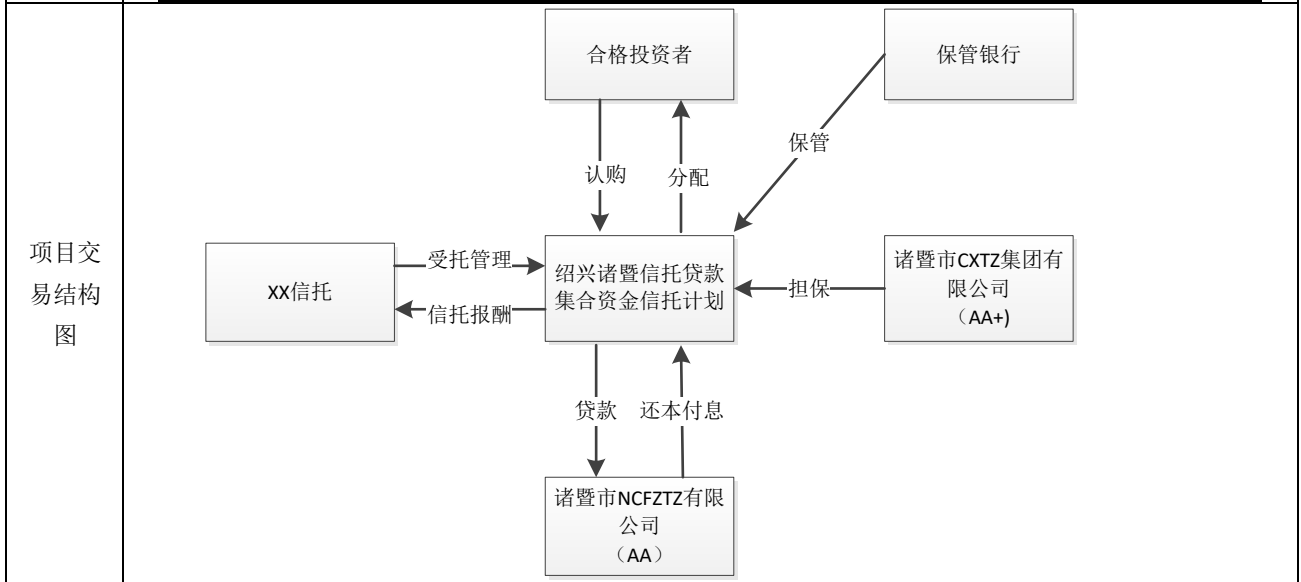 合格投资者
保管银行
保管
认购
分配
项目交
易结构
图
XX信托
受托管理
信托报酬
绍兴诸暨信托贷款
集合资金信托计划
担保
诸暨市CXTZ集团有
限公司
（AA+)
贷款
还本付息
诸暨市NCFZTZ有限
公司
（AA）